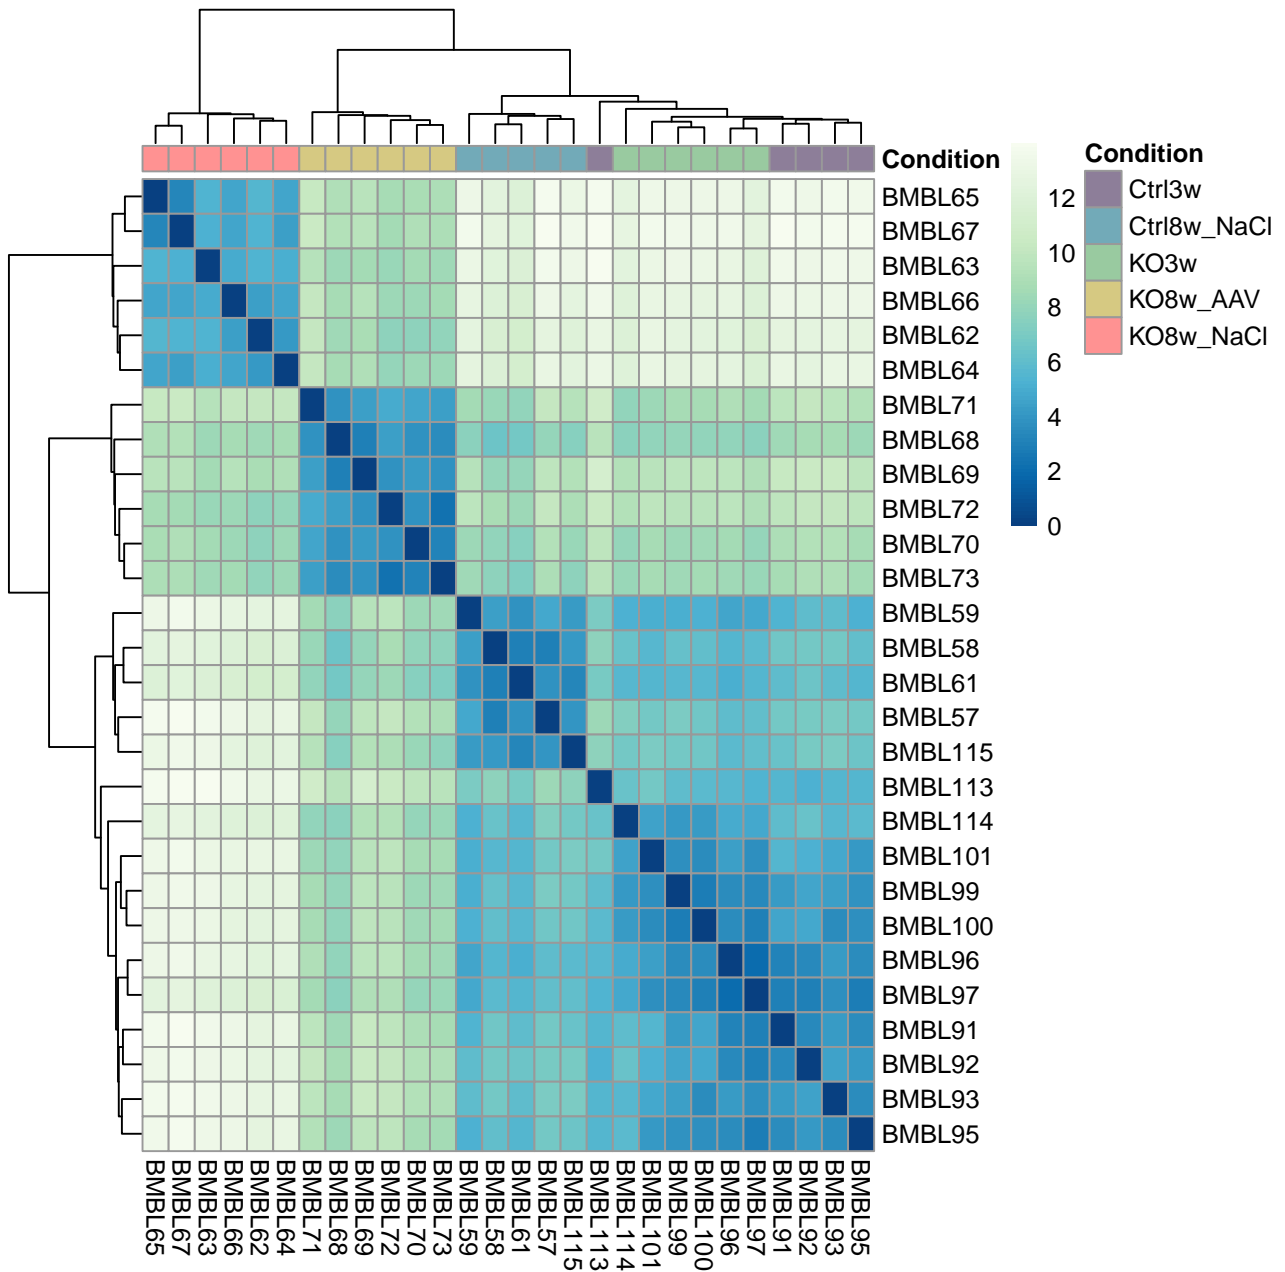 Condition
BMBL65
BMBL67
BMBL63
BMBL66
BMBL62
BMBL64
BMBL71
BMBL68
BMBL69
BMBL72
BMBL70
BMBL73
BMBL59
BMBL58
BMBL61
BMBL57
BMBL115
BMBL113
BMBL114
BMBL101
BMBL99
BMBL100
BMBL96
BMBL97
BMBL91
BMBL92
BMBL93
BMBL95
12
10
8
6
4
2
0
Condition
Ctrl3w
Ctrl8w_NaCl
KO3w
KO8w_AAV
KO8w_NaCl
BMBL65
BMBL67
BMBL63
BMBL66
BMBL62
BMBL64
BMBL71
BMBL68
BMBL69
BMBL72
BMBL70
BMBL73
BMBL59
BMBL58
BMBL61
BMBL57
BMBL115
BMBL113
BMBL114
BMBL101
BMBL99
BMBL100
BMBL96
BMBL97
BMBL91
BMBL92
BMBL93
BMBL95